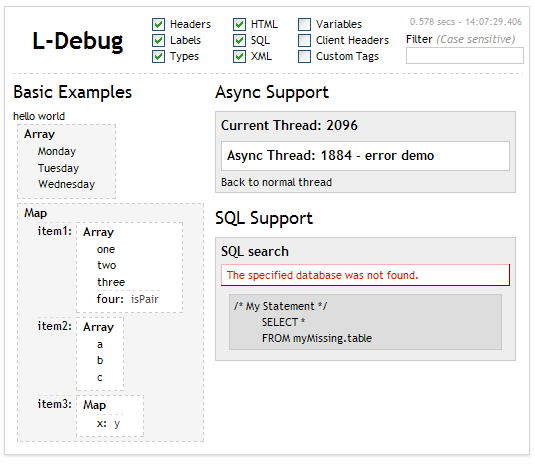 L-Debug
Headers
Labels
Types
HTML
SQL
XML
Variables
Client Headers
Custom Tags
0.578 secs - 14:07:29.406
Filter (Case sensitive)
Basic Examples
hello world
Array
Monday
Tuesday
Wednesday
Map
item1: Array
one
two
three
four: isPair
item2: Array
a
b
c
item3: Map
x: y
Async Support
Current Thread: 2096
Async Thread: 1884 - error demo
Back to normal thread
SQL Support
SQL search
The specified database was not found.
/* My Statement */
SELECT *
FROM myMissing.table